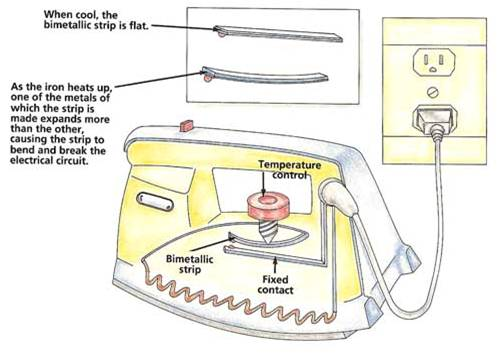 When cool, the
bimetallic strip is flat.
As the iron heats up,
one of the metals of
which the strip is
made expands more
than the other,
causing the strip to
bend and break the
electrical circuit.
Temperature
control
Bimetallic
strip
Fixed
contact